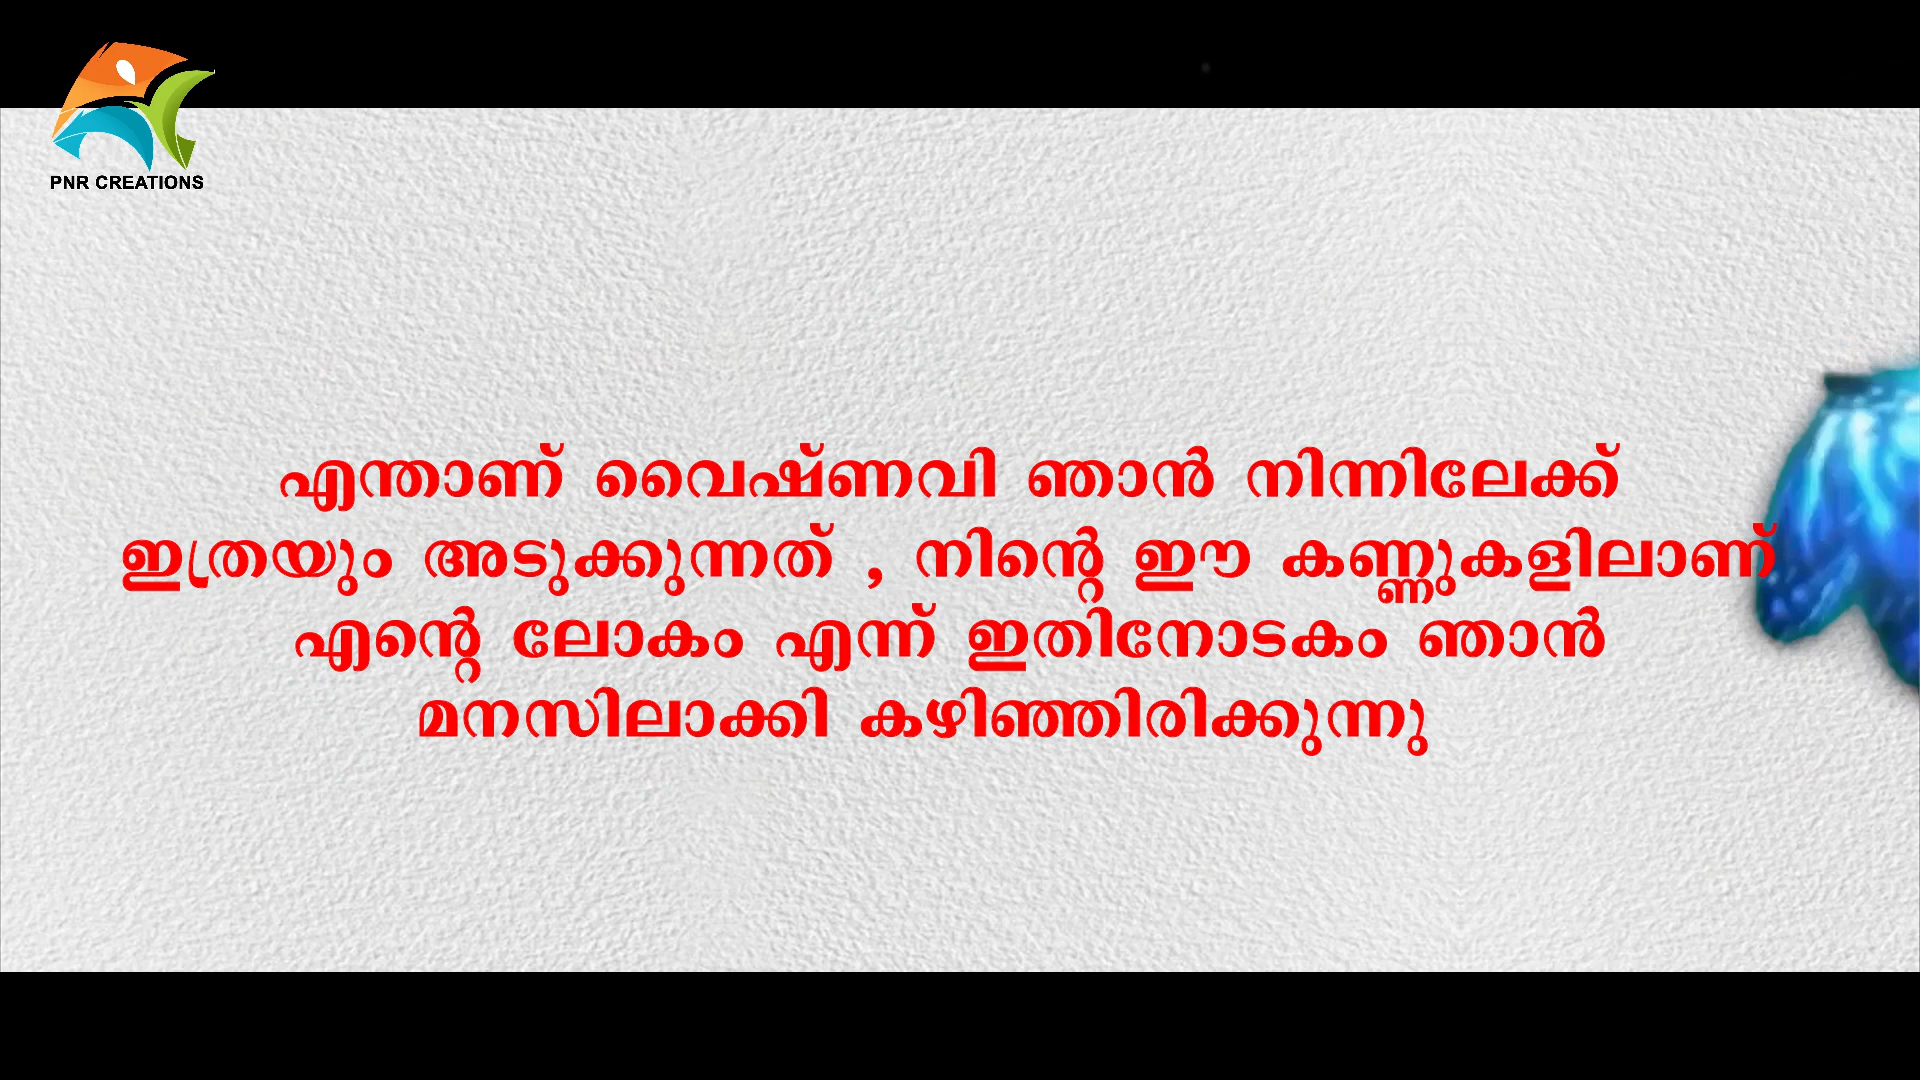 PNR CREATIONS
എന്താണ് വൈഷ്ണവി ഞാൻ നിന്നിലേക്ക്
ഇത്രയും അടുക്കുന്നത് , നിന്റെ ഈ കണ്ണുകളിലാണ്
എന്റെ ലോകം എന്ന് ഇതിനോടകം ഞാൻ
മനസിലാക്കി കഴിഞ്ഞിരിക്കുന്നു